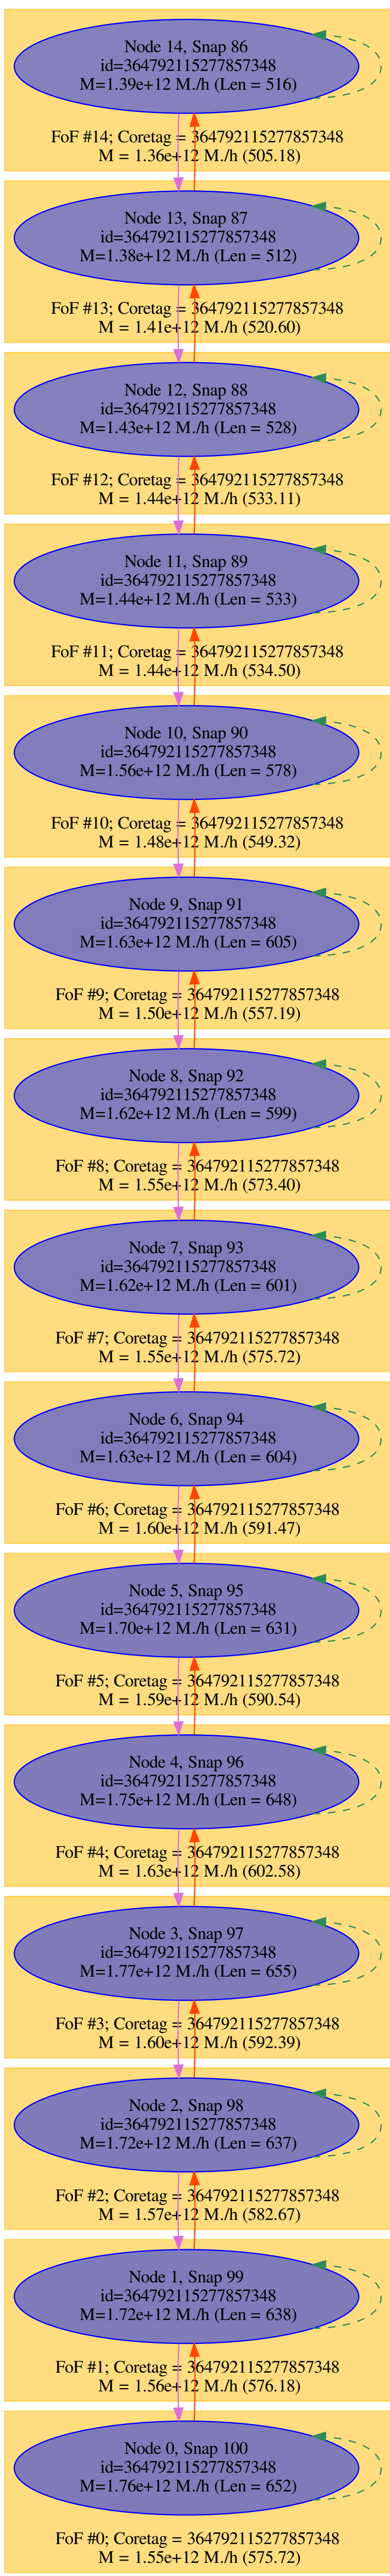 Node 14, Snap 86
id=364792115277857348
M=1.39e+12 M./h (Len = 516)
FoF #14; Coretag = 364792115277857348
M = 1.36e+12 M./h (505.18)
Node 13, Snap 87
id=364792115277857348
M=1.38e+12 M./h (Len = 512)
FoF #13; Coretag = 364792115277857348
M = 1.41e+12 M./h (520.60)
Node 12, Snap 88
id=364792115277857348
M=1.43e+12 M./h (Len = 528)
FoF #12; Coretag = 364792115277857348
M = 1.44e+12 M./h (533.11)
Node 11, Snap 89
id=364792115277857348
M=1.44e+12 M./h (Len = 533)
FoF #11; Coretag = 364792115277857348
M = 1.44e+12 M./h (534.50)
Node 10, Snap 90
id=364792115277857348
M=1.56e+12 M./h (Len = 578)
FoF #10; Coretag = 364792115277857348
M = 1.48e+12 M./h (549.32)
Node 9, Snap 91
id=364792115277857348
M=1.63e+12 M./h (Len = 605)
FoF #9; Coretag = 364792115277857348
M = 1.50e+12 M./h (557.19)
Node 8, Snap 92
id=364792115277857348
M=1.62e+12 M./h (Len = 599)
FoF #8; Coretag = 364792115277857348
M = 1.55e+12 M./h (573.40)
Node 7, Snap 93
id=364792115277857348
M=1.62e+12 M./h (Len = 601)
FoF #7; Coretag = 364792115277857348
M = 1.55e+12 M./h (575.72)
Node 6, Snap 94
id=364792115277857348
M=1.63e+12 M./h (Len = 604)
FoF #6; Coretag = 364792115277857348
M = 1.60e+12 M./h (591.47)
Node 5, Snap 95
id=364792115277857348
M=1.70e+12 M./h (Len = 631)
FoF #5; Coretag = 364792115277857348
M = 1.59e+12 M./h (590.54)
Node 4, Snap 96
id=364792115277857348
M=1.75e+12 M./h (Len = 648)
FoF #4; Coretag = 364792115277857348
M = 1.63e+12 M./h (602.58)
Node 3, Snap 97
id=364792115277857348
M=1.77e+12 M./h (Len = 655)
FoF #3; Coretag = 364792115277857348
M = 1.60e+12 M./h (592.39)
Node 2, Snap 98
id=364792115277857348
M=1.72e+12 M./h (Len = 637)
FoF #2; Coretag = 364792115277857348
M = 1.57e+12 M./h (582.67)
Node 1, Snap 99
id=364792115277857348
M=1.72e+12 M./h (Len = 638)
FoF #1; Coretag = 364792115277857348
M = 1.56e+12 M./h (576.18)
Node 0, Snap 100
id=364792115277857348
M=1.76e+12 M./h (Len = 652)
FoF #0; Coretag = 364792115277857348
M = 1.55e+12 M./h (575.72)